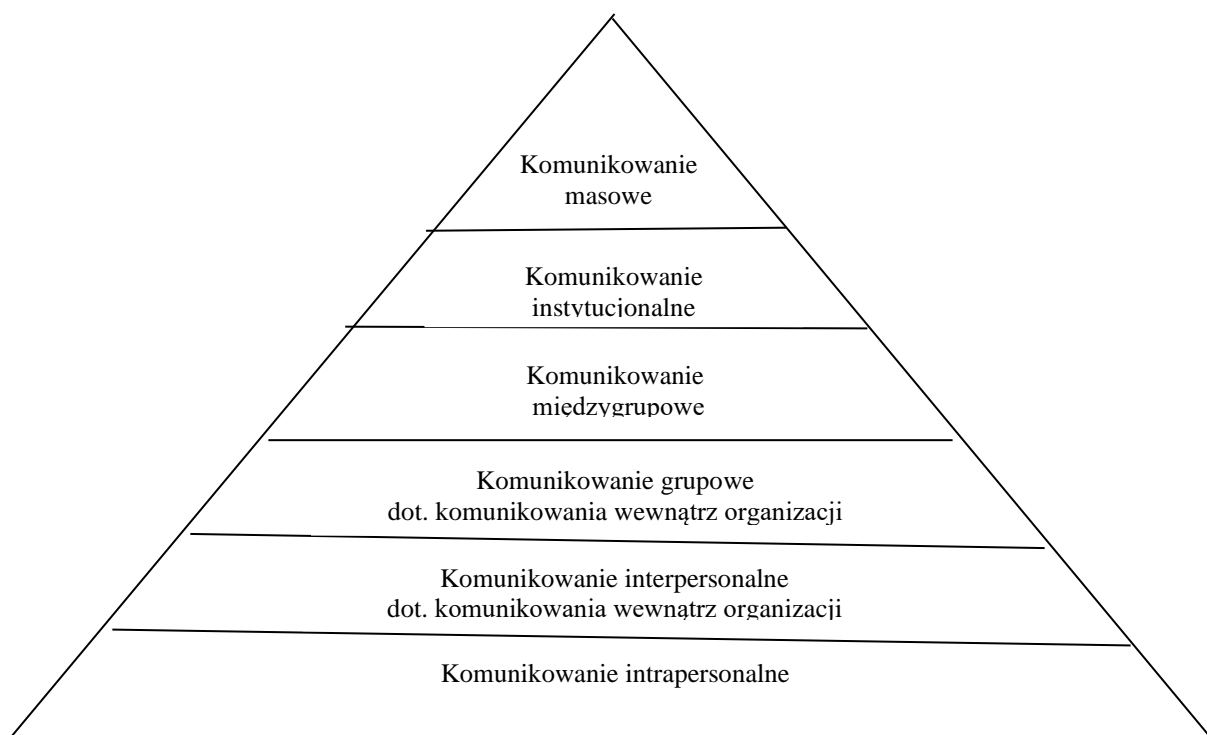 Komunikowanie
masowe
Komunikowanie
instytucjonalne
Komunikowanie
międzygrupowe
Komunikowanie grupowe
dot. komunikowania wewnątrz organizacji
Komunikowanie interpersonalne
dot. komunikowania wewnątrz organizacji
Komunikowanie intrapersonalne